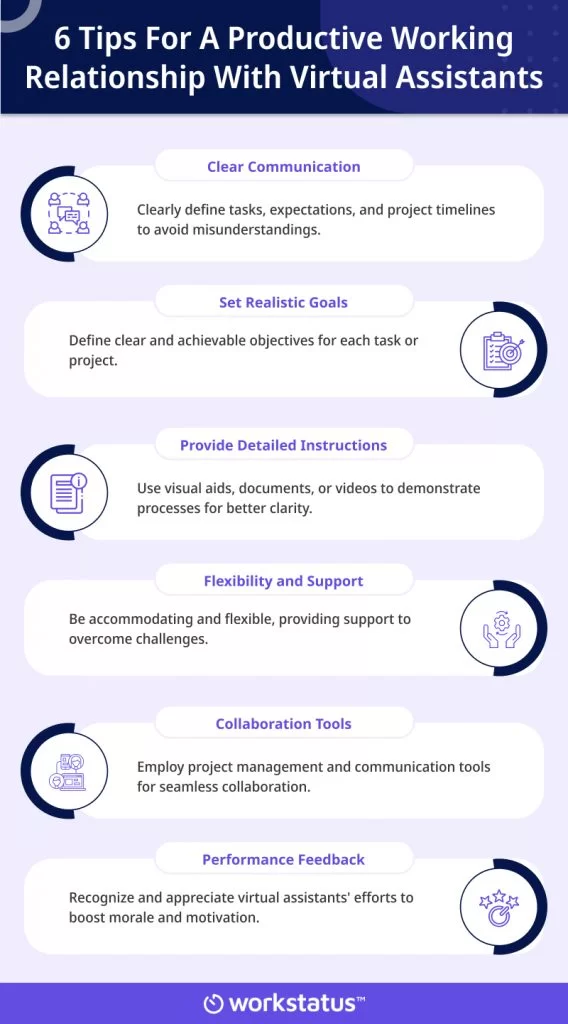 6 Tips For A Productive Working
Relationship With Virtual Assistants
Clear Communication
Clearly define tasks, expectations, and project timelines
to avoid misunderstandings.
Set Realistic Goals
Define clear and achievable objectives for each task or
project.
Provide Detailed Instructions
Use visual aids, documents, or videos to demonstrate
processes for better clarity.
Flexibility and Support
Be accommodating and flexible, providing support to
overcome challenges.
Collaboration Tools
Employ project management and communication tools
for seamless collaboration.
Performance Feedback
Recognize and appreciate virtual assistants' efforts to
boost morale and motivation.
workstatus™